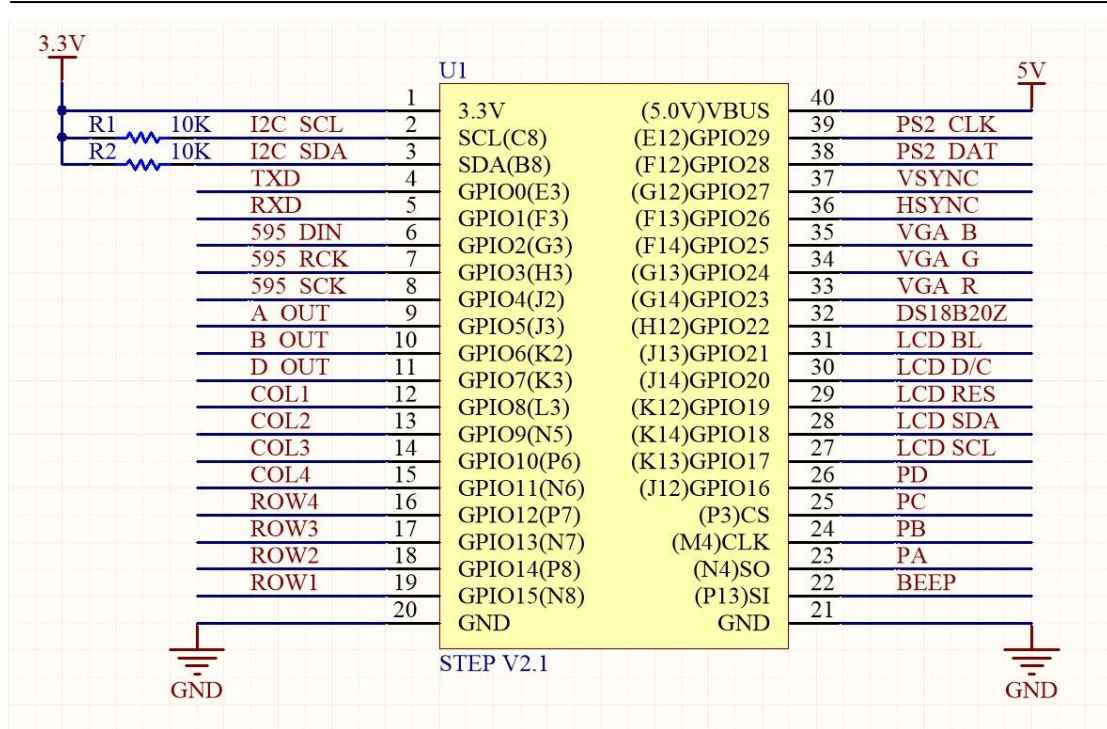 3.3V
U1
5V
1 3.3V (5.0V)VBUS 40
R1 10K I2C SCL 2 SCL(C8) (E12)GPIO29 39 PS2 CLK
R2 10K I2C SDA 3 SDA(B8) (F12)GPIO28 38 PS2 DAT
TXD 4 GPIO0(E3) (G12)GPIO27 37 VSYNC
RXD 5 GPIO1(F3) (F13)GPIO26 36 HSYNC
595 DIN 6 GPIO2(G3) (F14)GPIO25 35 VGA B
595 RCK 7 GPIO3(H3) (G13)GPIO24 34 VGA G
595 SCK 8 GPIO4(J2) (G14)GPIO23 33 VGA R
A OUT 9 GPIO5(J3) (H12)GPIO22 32 DS18B20Z
B OUT 10 GPIO6(K2) (J13)GPIO21 31 LCD BL
D OUT 11 GPIO7(K3) (J14)GPIO20 30 LCD D/C
COL1 12 GPIO8(L3) (K12)GPIO19 29 LCD RES
COL2 13 GPIO9(N5) (K14)GPIO18 28 LCD SDA
COL3 14 GPIO10(P6) (K13)GPIO17 27 LCD SCL
COL4 15 GPIO11(N6) (J12)GPIO16 26 PD
ROW4 16 GPIO12(P7) (P3)CS 25 PC
ROW3 17 GPIO13(N7) (M4)CLK 24 PB
ROW2 18 GPIO14(P8) (N4)SO 23 PA
ROW1 19 GPIO15(N8) (P13)SI 22 BEEP
20 GND GND 21
STEP V2.1
GND
GND